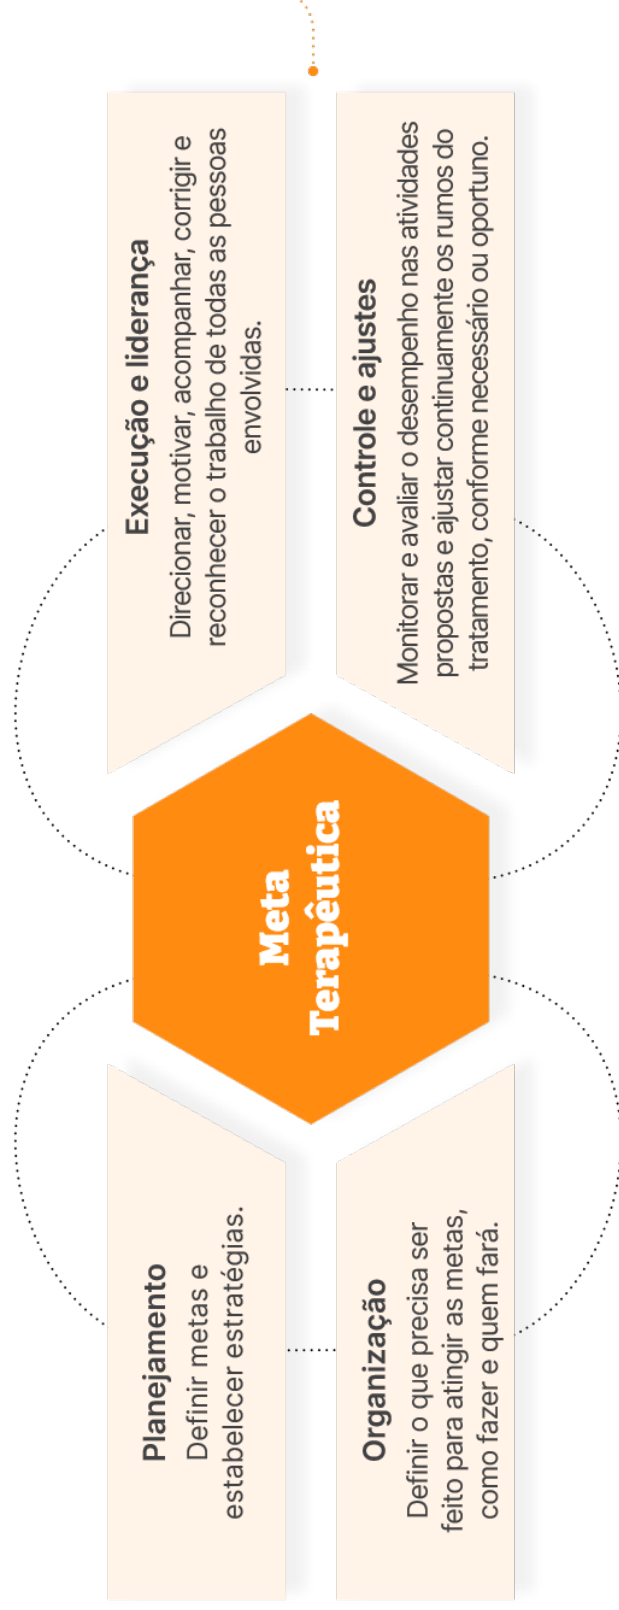 Planejamento
Definir metas e
estabelecer estratégias.
Execução e liderança
Direcionar, motivar, acompanhar, corrigir e
reconhecer o trabalho de todas as pessoas
envolvidas.
Meta
Terapêutica
Organização
Definir o que precisa ser
feito para atingir as metas,
como fazer e quem fará.
Controle e ajustes
Monitorar e avaliar o desempenho nas atividades
propostas e ajustar continuamente os rumos do
tratamento, conforme necessário ou oportuno.